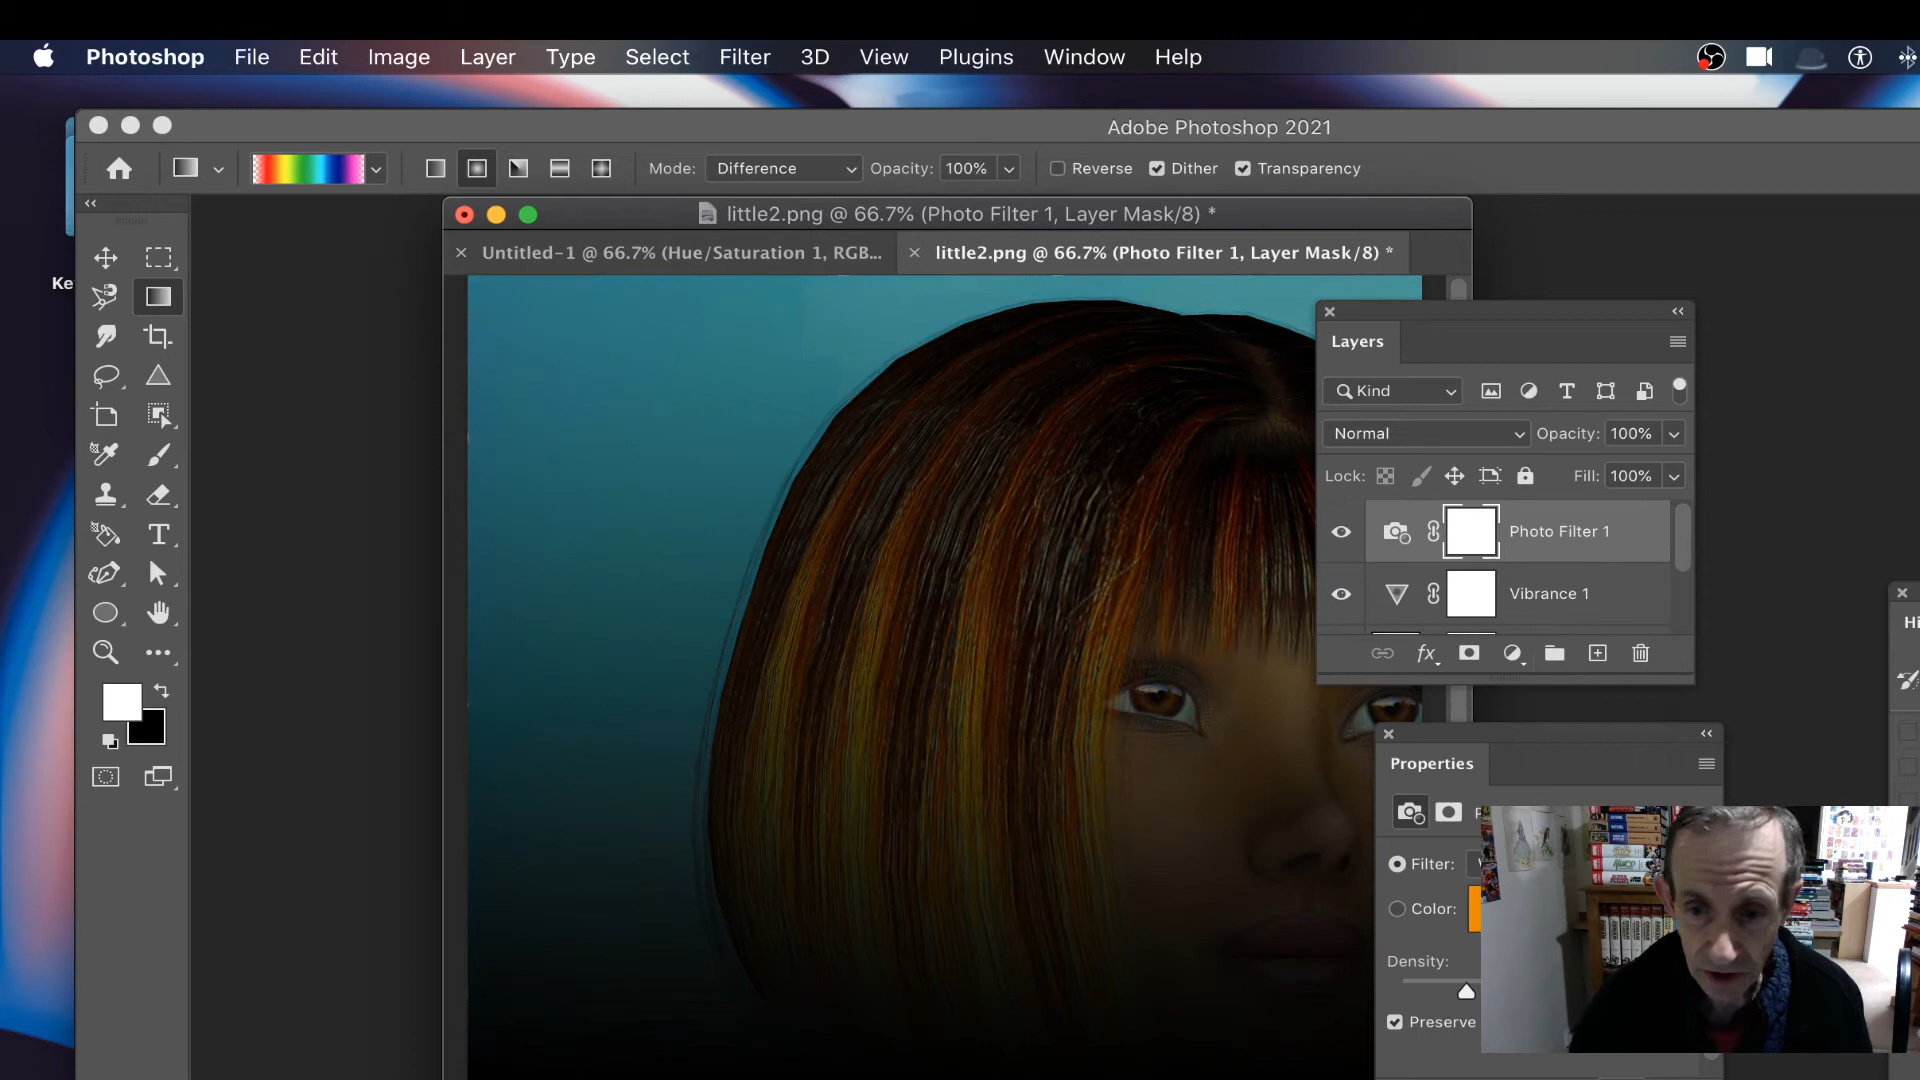 Photoshop File Edit Image Layer Type Select Filter 3D View Plugins Window Help
Adobe Photoshop 2021
Mode: Difference Opacity: 100% Reverse Dither Transparency
little2.png @ 66.7% (Photo Filter 1, Layer Mask/8) *
Untitled-1 @ 66.7% (Hue/Saturation 1, RGB... little2.png @ 66.7% (Photo Filter 1, Layer Mask/8) *
Ke
Layers
Kind
Normal Opacity: 100%
Lock: Fill: 100%
Photo Filter 1
Vibrance 1
Hi
Properties
Filter:
Color:
Density:
Preserve